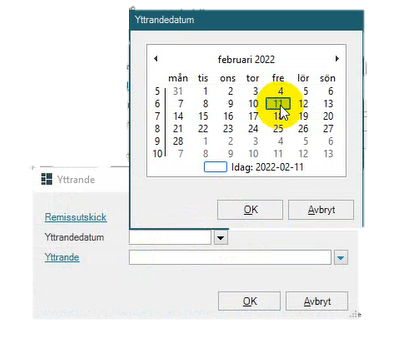 Yttrandedatum
februari 2022
mån tis ons tor fre lör sön
5 31 1 2 3 4 5 6
6 7 8 9 10 11 12 13
7 14 15 16 17 18 19 20
8 21 22 23 24 25 26 27
9 28 1 2 3 4 5 6
10 7 8 9 10 11 12 13
Idag: 2022-02-11
OK Avbryt
Yttrande
Remissutskick
Yttrandedatum
Yttrande
OK Avbryt